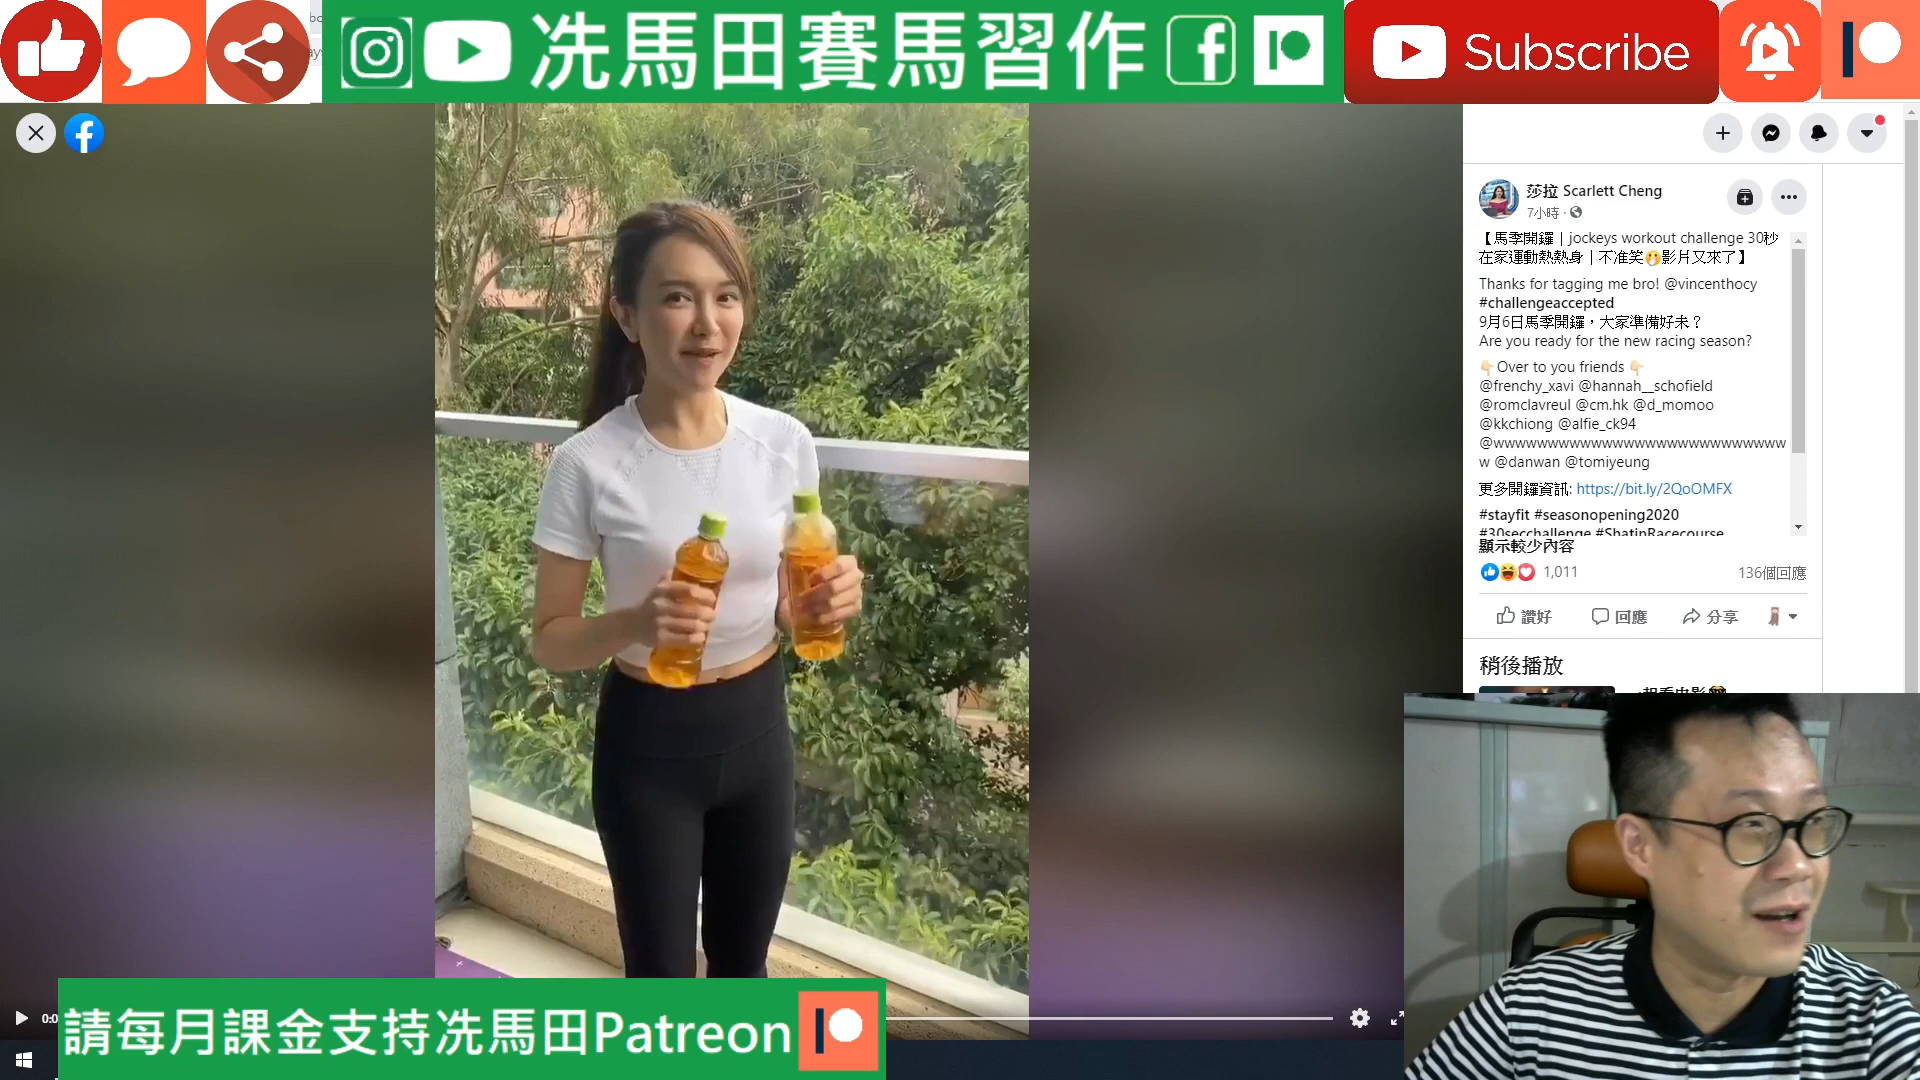 冼馬田賽馬習作
Subscribe
莎拉 Scarlett Cheng
7小時 ·
【馬季開鑼 | jockeys workout challenge 30秒
在家運動熱熱身 | 不准笑🤭影片又來了】
Thanks for tagging me bro! @vincenthocy
#challengeaccepted
9月6日馬季開鑼，大家準備好未？
Are you ready for the new racing season?
👇🏻Over to you friends 👇🏻
@frenchy_xavi @hannah__schofield
@romclavreul @cm.hk @d_momoo
@kkchiong @alfie_ck94
@wwwwwwwwwwwwwwwwwwwwwwwwwww
w @danwan @tomiyeung
更多開鑼資訊: https://bit.ly/2QoOMFX
#stayfit #seasonopening2020
#30secchallenge #ShatinRacecourse
顯示較少內容
1,011
136個回應
讚好
回應
分享
稍後播放
請每月課金支持冼馬田Patreon